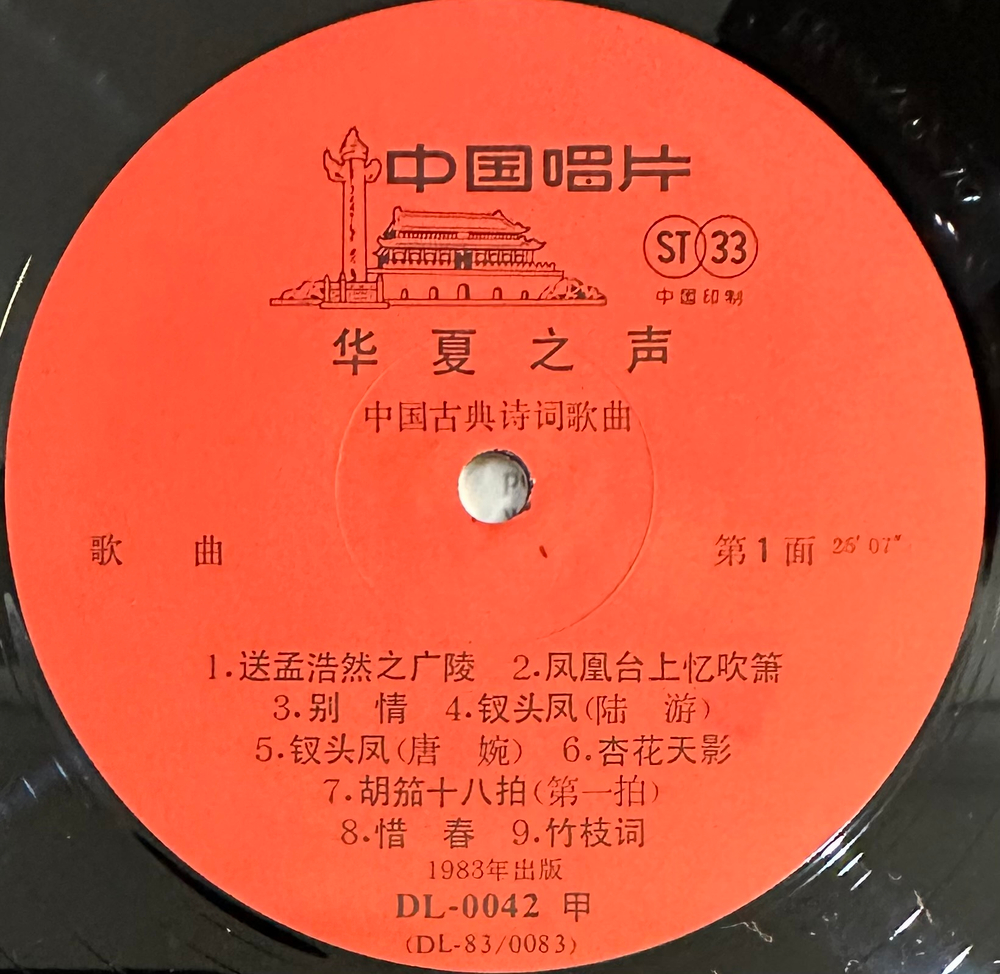 中国唱片
ST 33
中国印制
华夏之声
中国古典诗词歌曲
歌 曲
第1面 26′07″
1.送孟浩然之广陵 2.凤凰台上忆吹箫
3.别 情 4.钗头凤(陆 游)
5.钗头凤(唐 婉) 6.杏花天影
7.胡笳十八拍(第一拍)
8.惜 春 9.竹枝词
1983年出版
DL-0042 甲
(DL-83/0083)